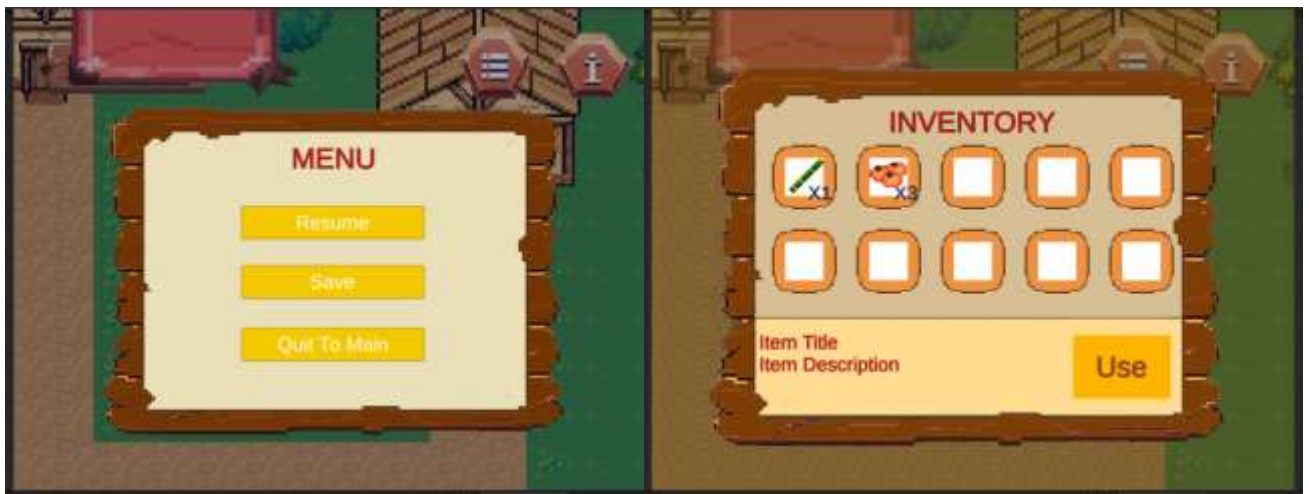 i
MENU
Resume
Save
Quit To Main
i
INVENTORY
X1
X3
Item Title
Item Description
Use